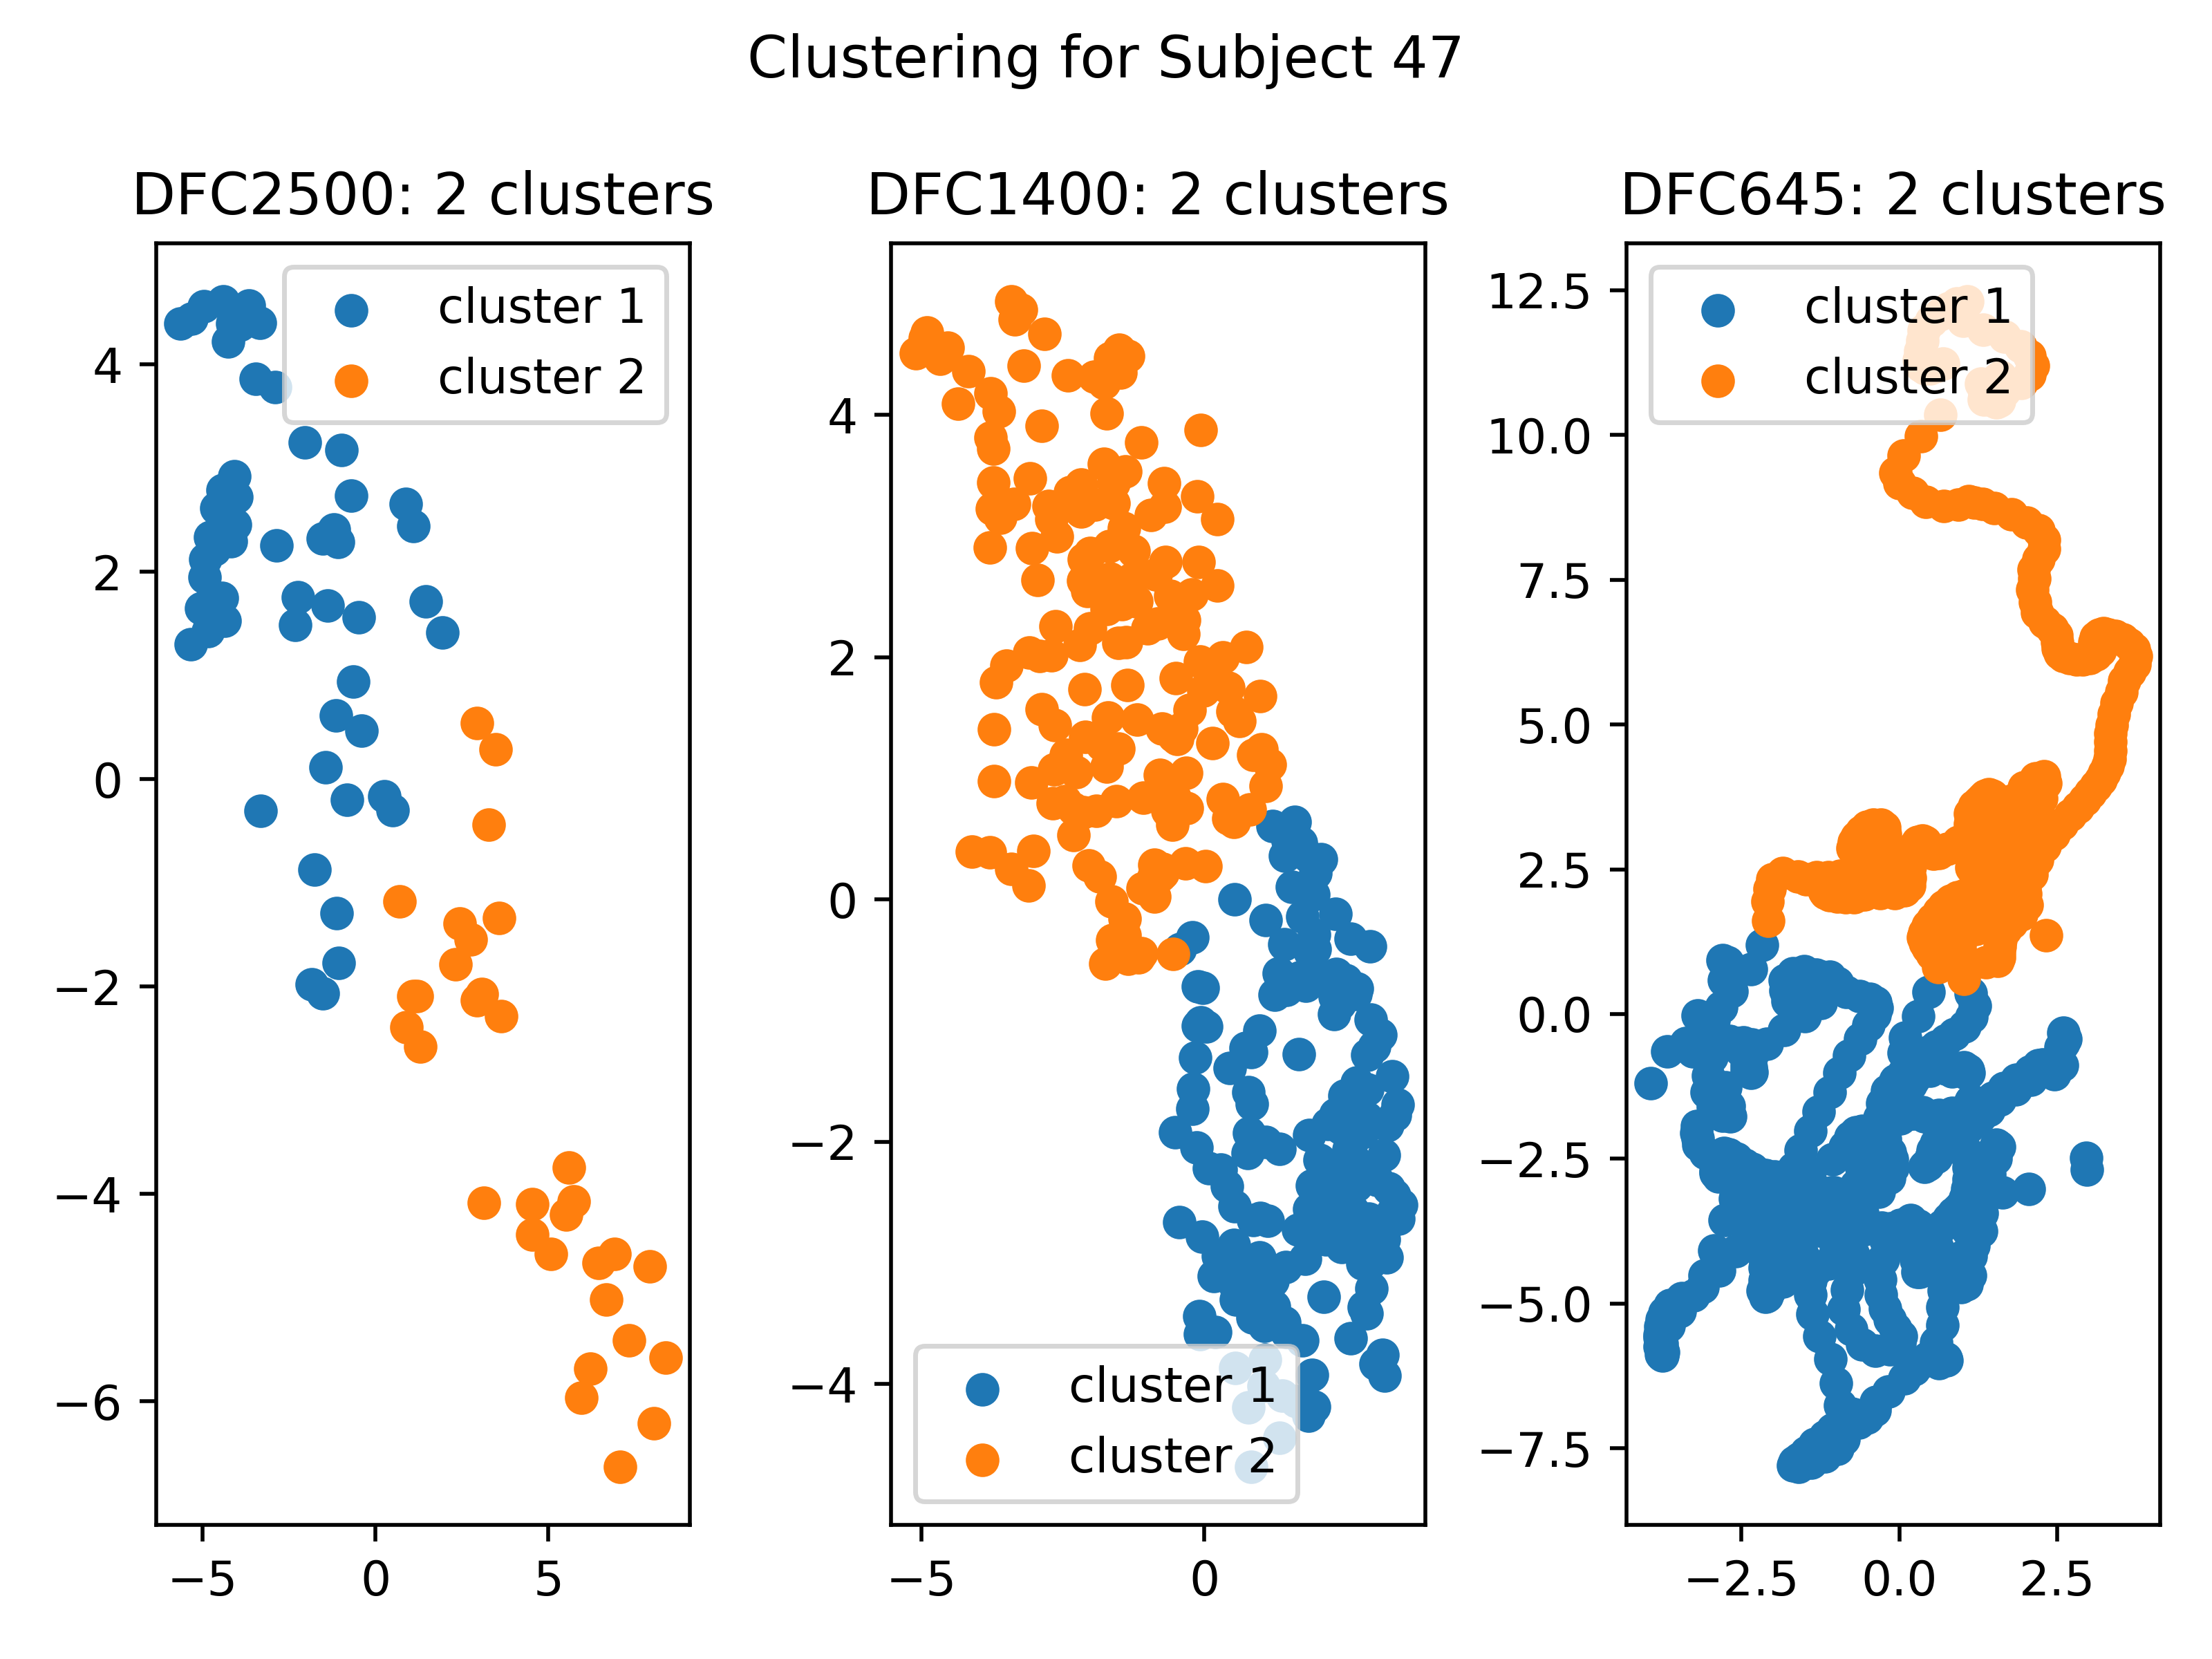 Clustering for Subject 47
DFC2500: 2 clusters
cluster 1
cluster 2
4
2
0
−2
−4
−6
−5
0
5
DFC1400: 2 clusters
4
2
0
−2
−4
cluster 1
cluster 2
−5
0
DFC645: 2 clusters
cluster 1
cluster 2
12.5
10.0
7.5
5.0
2.5
0.0
−2.5
−5.0
−7.5
−2.5
0.0
2.5